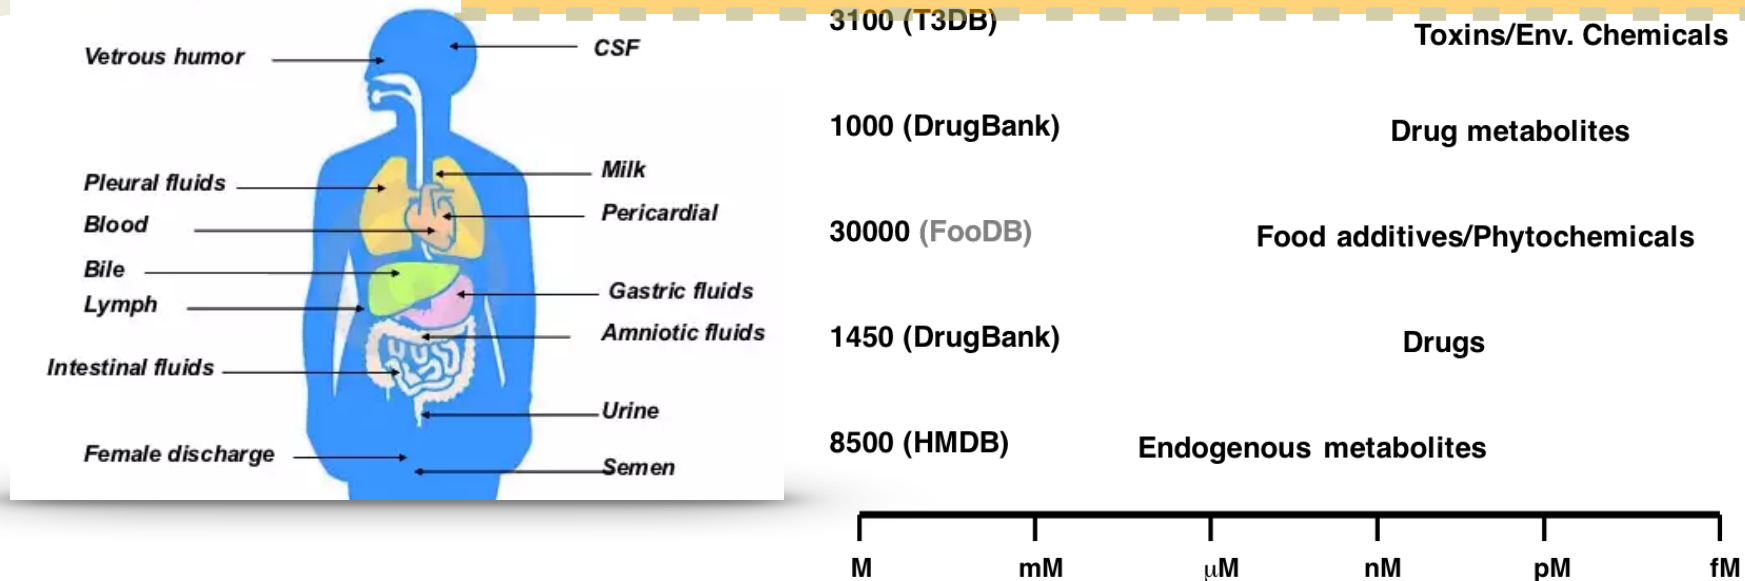 Vetrous humor
CSF
Pleural fluids
Milk
Blood
Pericardial
Bile
Gastric fluids
Lymph
Amniotic fluids
Intestinal fluids
Urine
Female discharge
Semen
3100 (T3DB)
Toxins/Env. Chemicals
1000 (DrugBank)
Drug metabolites
30000 (FooDB)
Food additives/Phytochemicals
1450 (DrugBank)
Drugs
8500 (HMDB)
Endogenous metabolites
M mM μM nM pM fM